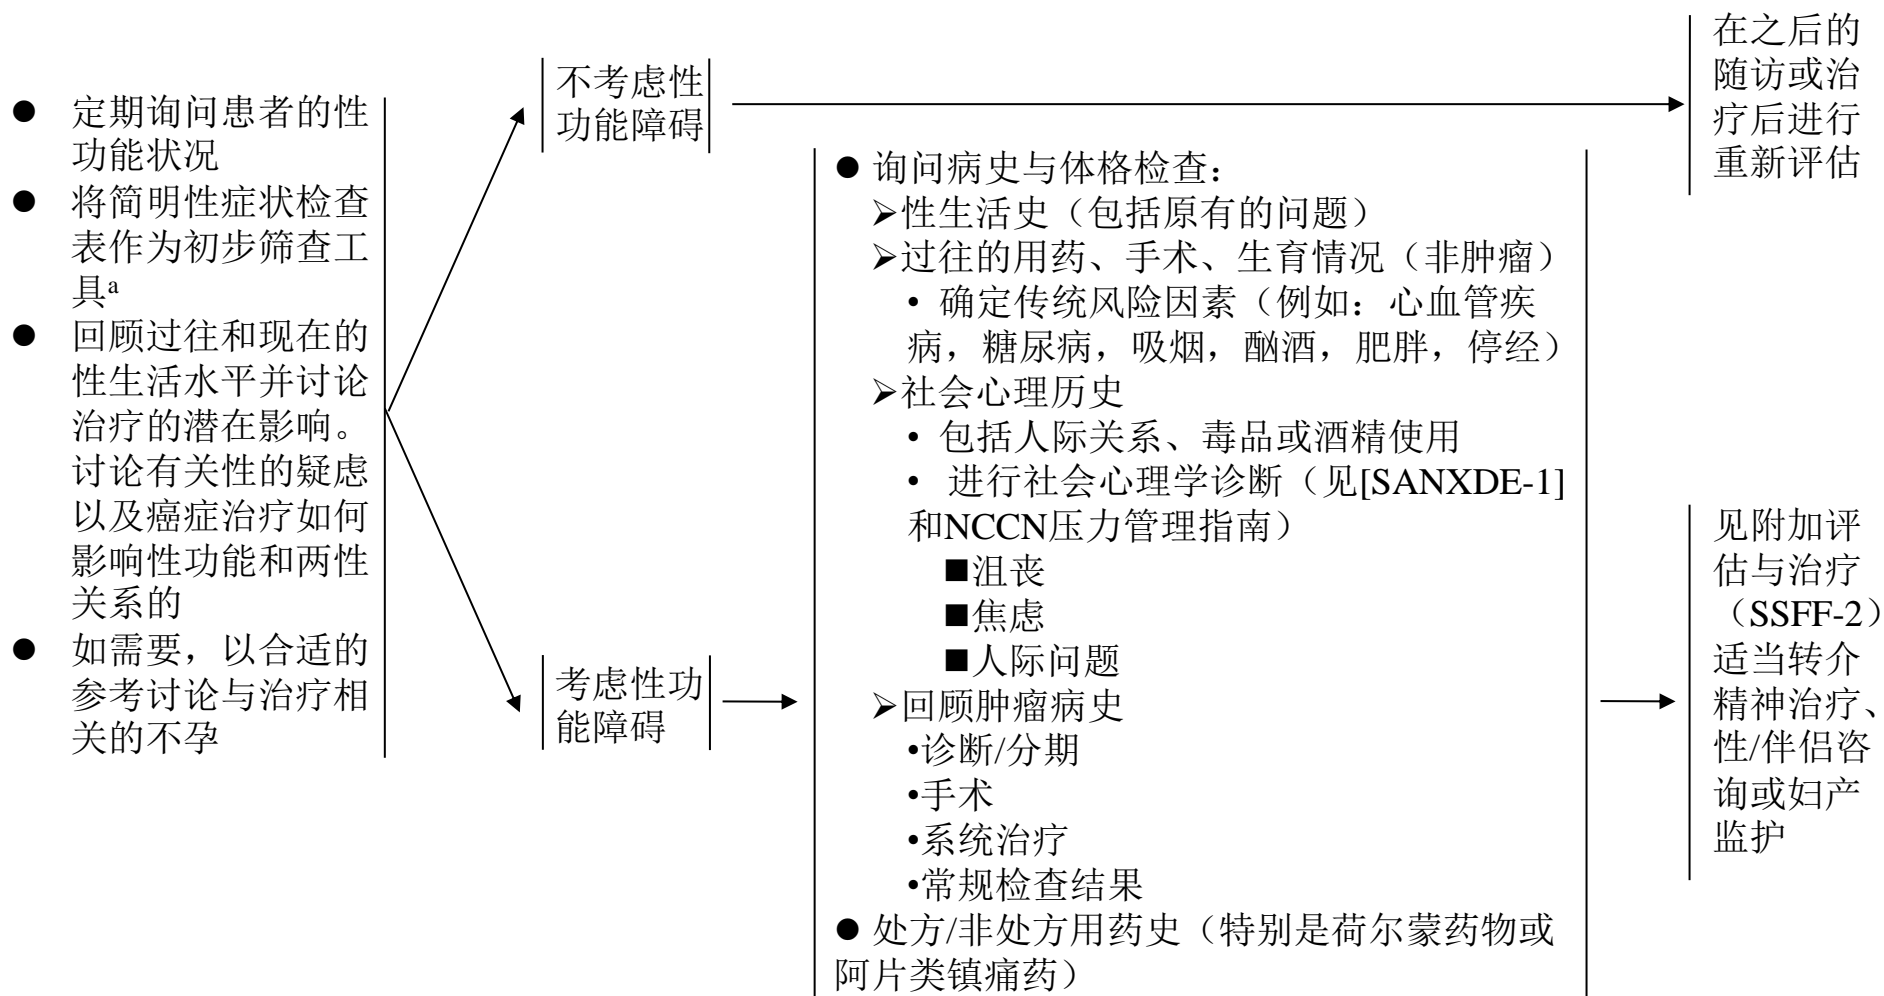 ● 定期询问患者的性
功能状况
● 将简明性症状检查
表作为初步筛查工
具a
● 回顾过往和现在的
性生活水平并讨论
治疗的潜在影响。
讨论有关性的疑虑
以及癌症治疗如何
影响性功能和两性
关系的
● 如需要，以合适的
参考讨论与治疗相
关的不孕
不考虑性
功能障碍
考虑性功
能障碍
● 询问病史与体格检查：
➢性生活史（包括原有的问题）
➢过往的用药、手术、生育情况（非肿瘤）
• 确定传统风险因素（例如：心血管疾
病，糖尿病，吸烟，酗酒，肥胖，停经）
➢社会心理历史
• 包括人际关系、毒品或酒精使用
• 进行社会心理学诊断（见[SANXDE-1]
和NCCN压力管理指南）
■沮丧
■焦虑
■人际问题
➢回顾肿瘤病史
•诊断/分期
•手术
•系统治疗
•常规检查结果
● 处方/非处方用药史（特别是荷尔蒙药物或
阿片类镇痛药）
在之后的
随访或治
疗后进行
重新评估
见附加评
估与治疗
（SSFF-2）
适当转介
精神治疗、
性/伴侣咨
询或妇产
监护